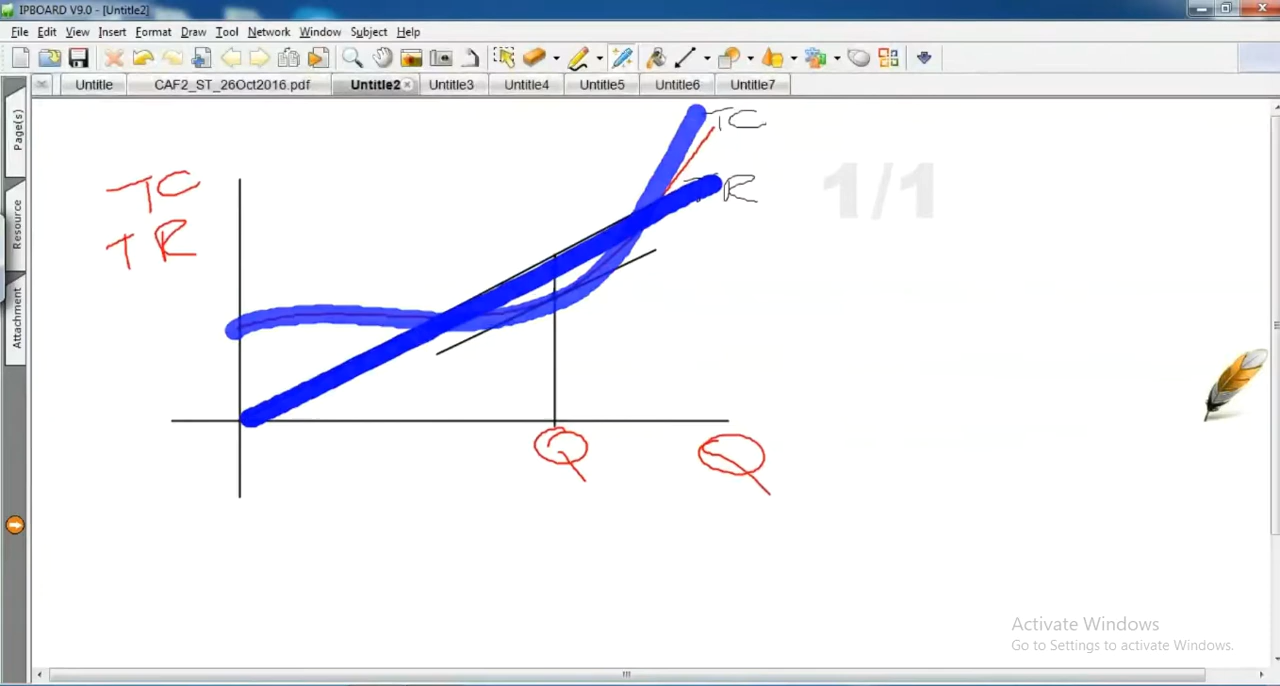 IPBOARD V9.0 - [Untitle2]
File Edit View Insert Format Draw Tool Network Window Subject Help
Untitle CAF2_ST_26Oct2016.pdf Untitle2 Untitle3 Untitle4 Untitle5 Untitle6 Untitle7
Page(s)
Resource
Attachment
TC
TR
TC
TR
1/1
Q
Q
Activate Windows
Go to Settings to activate Windows.